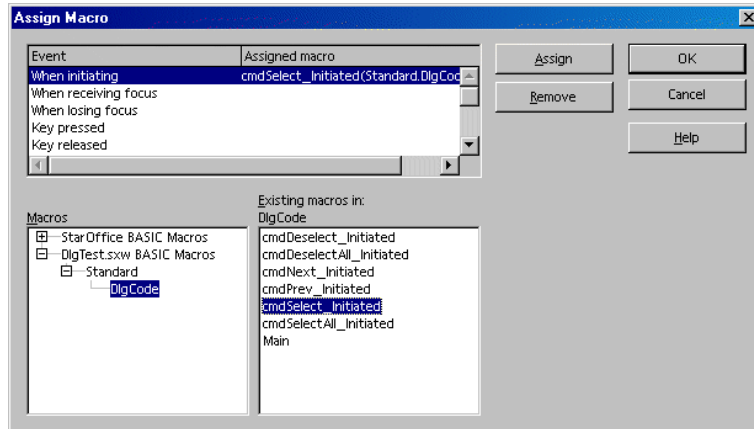 Assign Macro
Event Assigned macro
When initiating cmdSelect_Initiated(Standard.DlgCod
When receiving focus
When losing focus
Key pressed
Key released
Assign
Remove
OK
Cancel
Help
Macros
StarOffice BASIC Macros
DlgTest.sxw BASIC Macros
Standard
DlgCode
Existing macros in:
DlgCode
cmdDeselect_Initiated
cmdDeselectAll_Initiated
cmdNext_Initiated
cmdPrev_Initiated
cmdSelect_Initiated
cmdSelectAll_Initiated
Main